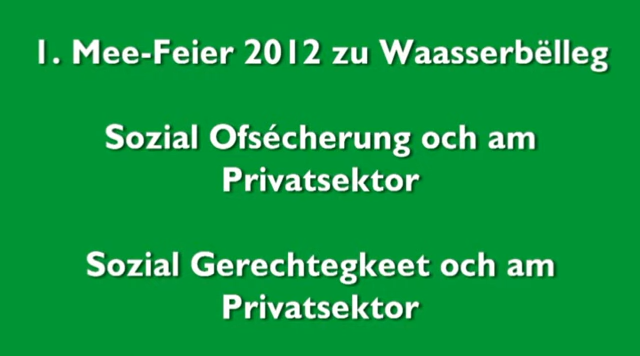 1. Mee-Feier 2012 zu Waasserbëlleg
Sozial Ofsécherung och am
Privatsektor
Sozial Gerechtegkeet och am
Privatsektor